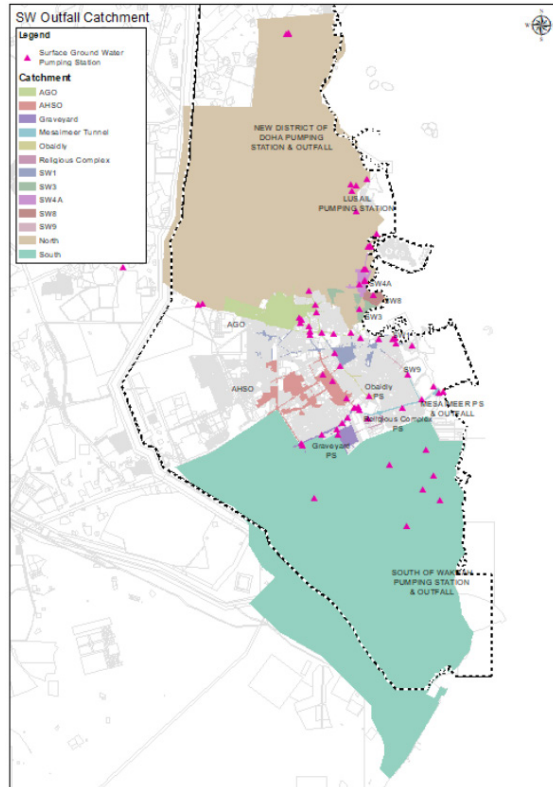 SW Outfall Catchment
Legend
Surface Ground Water
Pumping Station
Catchment
AGO
AHSO
Graveyard
Mesaimeer Tunnel
Obaidly
Religious Complex
SW1
SW3
SW4A
SW8
SW9
North
South
N
W
E
S
NEW DISTRICT OF
DOHA PUMPING
STATION & OUTFALL
LUSAIL
PUMPING STATION
SW4A
SW8
SW3
AGO
SW9
AHSO
Obaidly
PS
MESAIMEER PS
& OUTFALL
Religious Complex
PS
Graveyard
PS
SOUTH OF WAKRAH
PUMPING STATION
& OUTFALL